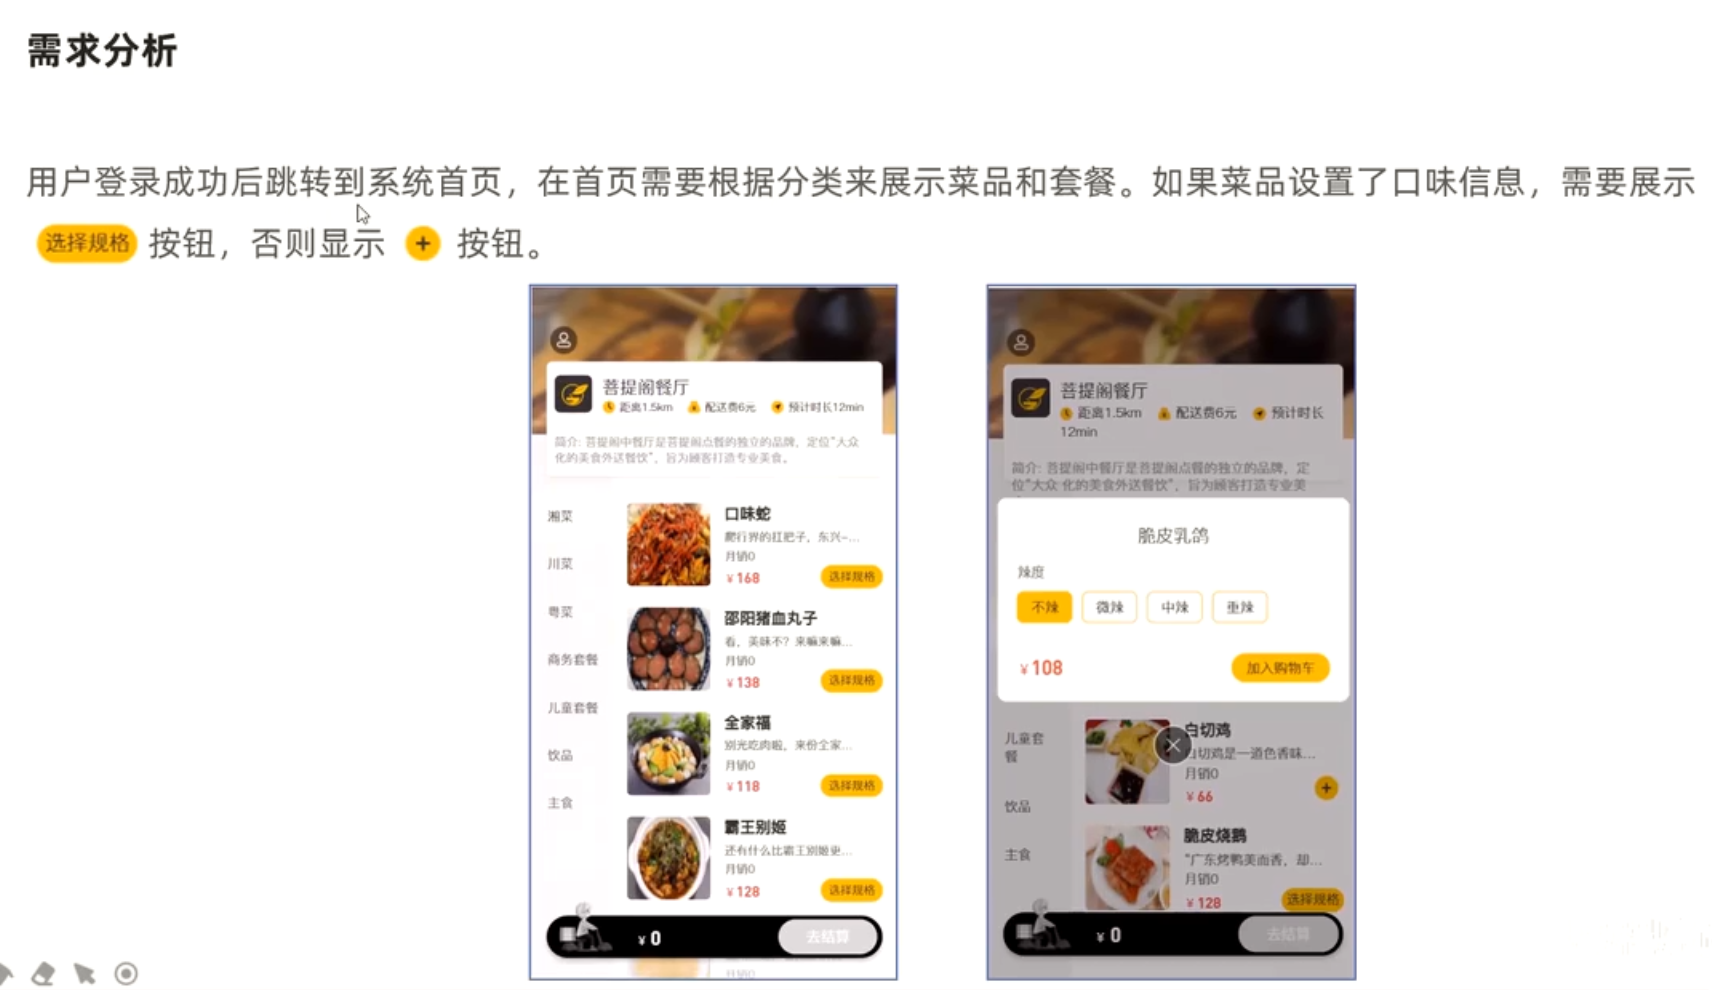 需求分析
用户登录成功后跳转到系统首页，在首页需要根据分类来展示菜品和套餐。如果菜品设置了口味信息，需要展示
选择规格 按钮，否则显示 + 按钮。
菩提阁餐厅
距离1.5km 配送费6元 预计时长12min
简介: 菩提阁中餐厅是菩提阁点餐的独立的品牌，定位"大众
化的美食外送餐饮"，旨为顾客打造专业美食。
湘菜
川菜
粤菜
商务套餐
儿童套餐
饮品
主食
口味蛇
爬行界的扛把子，东兴-...
月销0
¥168
选择规格
邵阳猪血丸子
看，美味不？来嘛来嘛...
月销0
¥138
选择规格
全家福
别光吃肉啦，来份全家...
月销0
¥118
选择规格
霸王别姬
还有什么比霸王别姬更...
月销0
¥128
选择规格
¥0
去结算
月销0
菩提阁餐厅
距离1.5km 配送费6元 预计时长
12min
简介: 菩提阁中餐厅是菩提阁点餐的独立的品牌，定
位"大众 化的美食外送餐饮"，旨为顾客打造专业美
脆皮乳鸽
辣度
不辣 微辣 中辣 重辣
¥108
加入购物车
儿童套
餐
饮品
主食
白切鸡
白切鸡是一道色香味...
月销0
¥66
+
脆皮烧鹅
"广东烤鸭美而香，却...
月销0
¥128
选择规格
¥0
去结算